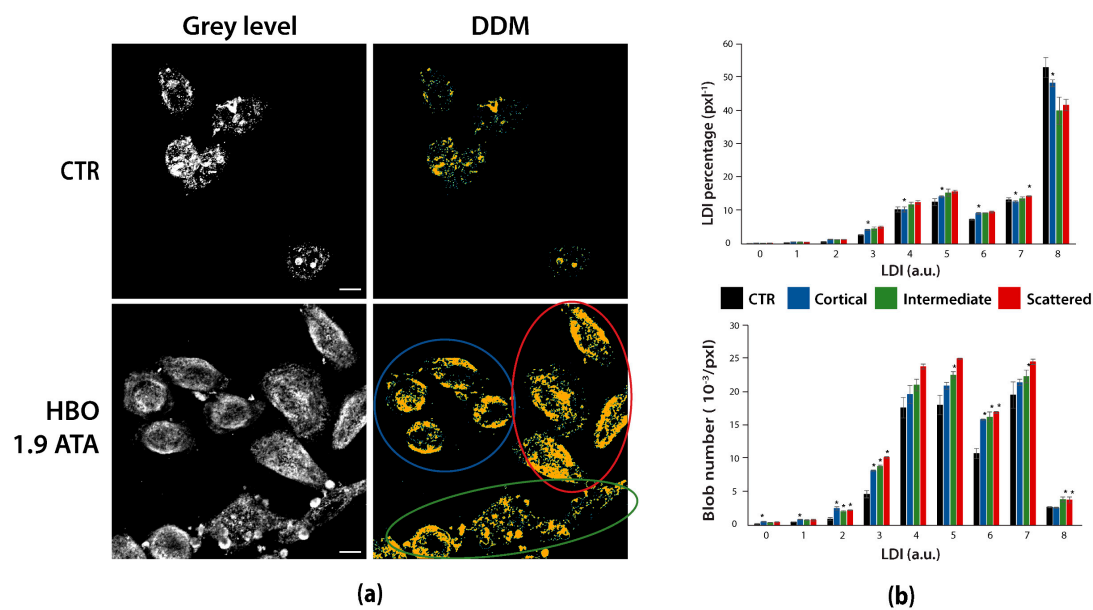 Grey level
DDM
CTR
HBO
1.9 ATA
(a)
LDI percentage (pxl-1)
60
50
40
30
20
10
0
* * * * * *
*
0 1 2 3 4 5 6 7 8
LDI (a.u.)
CTR Cortical Intermediate Scattered
Blob number ( 10-3/pxl)
30
25
20
15
10
5
0
* * * * * * * * * * * * * * *
0 1 2 3 4 5 6 7 8
LDI (a.u.)
(b)